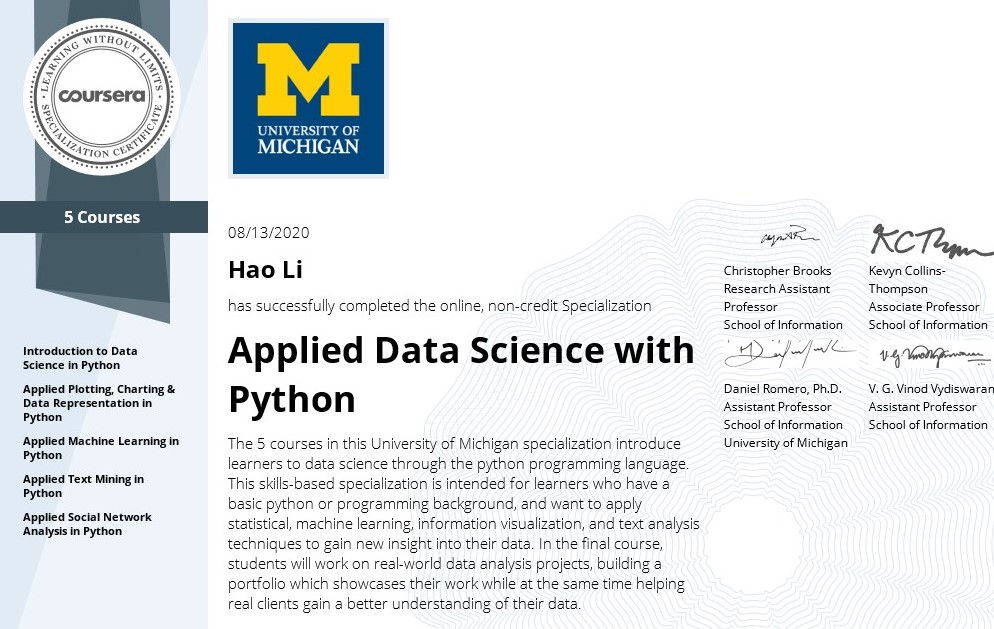 LEARNING WITHOUT LIMITS
coursera
SPECIALIZATION CERTIFICATE
5 Courses
Introduction to Data
Science in Python
Applied Plotting, Charting &
Data Representation in
Python
Applied Machine Learning in
Python
Applied Text Mining in
Python
Applied Social Network
Analysis in Python
M
UNIVERSITY OF
MICHIGAN
08/13/2020
Hao Li
has successfully completed the online, non-credit Specialization
Applied Data Science with
Python
The 5 courses in this University of Michigan specialization introduce
learners to data science through the python programming language.
This skills-based specialization is intended for learners who have a
basic python or programming background, and want to apply
statistical, machine learning, information visualization, and text analysis
techniques to gain new insight into their data. In the final course,
students will work on real-world data analysis projects, building a
portfolio which showcases their work while at the same time helping
real clients gain a better understanding of their data.
Christopher Brooks
Research Assistant
Professor
School of Information
Kevyn Collins-
Thompson
Associate Professor
School of Information
Daniel Romero, Ph.D.
Assistant Professor
School of Information
University of Michigan
V. G. Vinod Vydiswaran
Assistant Professor
School of Information